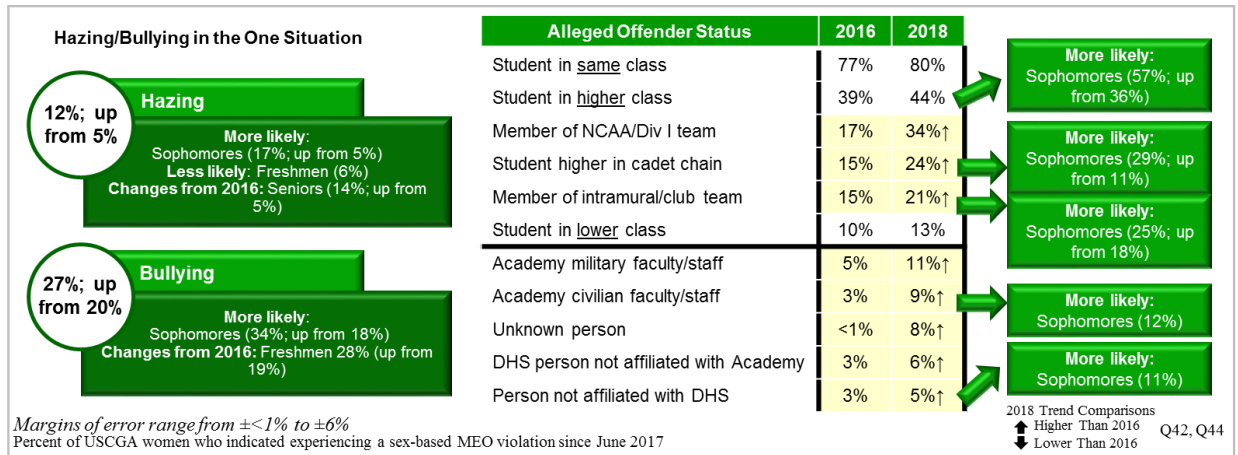 Hazing/Bullying in the One Situation
12%; up
from 5%
Hazing
More likely:
Sophomores (17%; up from 5%)
Less likely: Freshmen (6%)
Changes from 2016: Seniors (14%; up from
5%)
27%; up
from 20%
Bullying
More likely:
Sophomores (34%; up from 18%)
Changes from 2016: Freshmen 28% (up from
19%)
Alleged Offender Status 2016 2018
Student in same class 77% 80%
Student in higher class 39% 44%
Member of NCAA/Div I team 17% 34%↑
Student higher in cadet chain 15% 24%↑
Member of intramural/club team 15% 21%↑
Student in lower class 10% 13%
Academy military faculty/staff 5% 11%↑
Academy civilian faculty/staff 3% 9%↑
Unknown person <1% 8%↑
DHS person not affiliated with Academy 3% 6%↑
Person not affiliated with DHS 3% 5%↑
More likely:
Sophomores (57%; up
from 36%)
More likely:
Sophomores (29%; up
from 11%)
More likely:
Sophomores (25%; up
from 18%)
More likely:
Sophomores (12%)
More likely:
Sophomores (11%)
Margins of error range from ±<1% to ±6%
Percent of USCGA women who indicated experiencing a sex-based MEO violation since June 2017
2018 Trend Comparisons
Higher Than 2016
Lower Than 2016
Q42, Q44